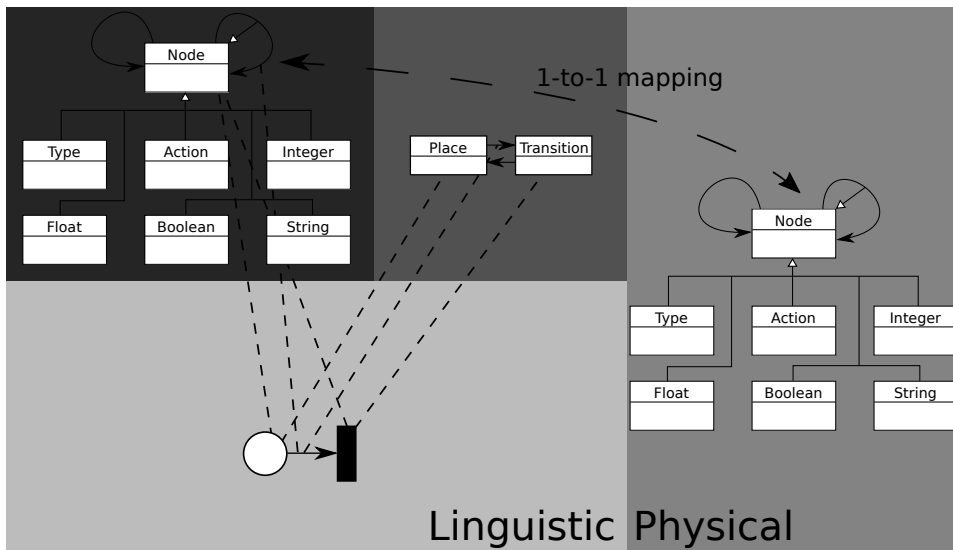 Node
Type Action Integer
Float Boolean String
1-to-1 mapping
Place Transition
Node
Type Action Integer
Float Boolean String
Linguistic Physical